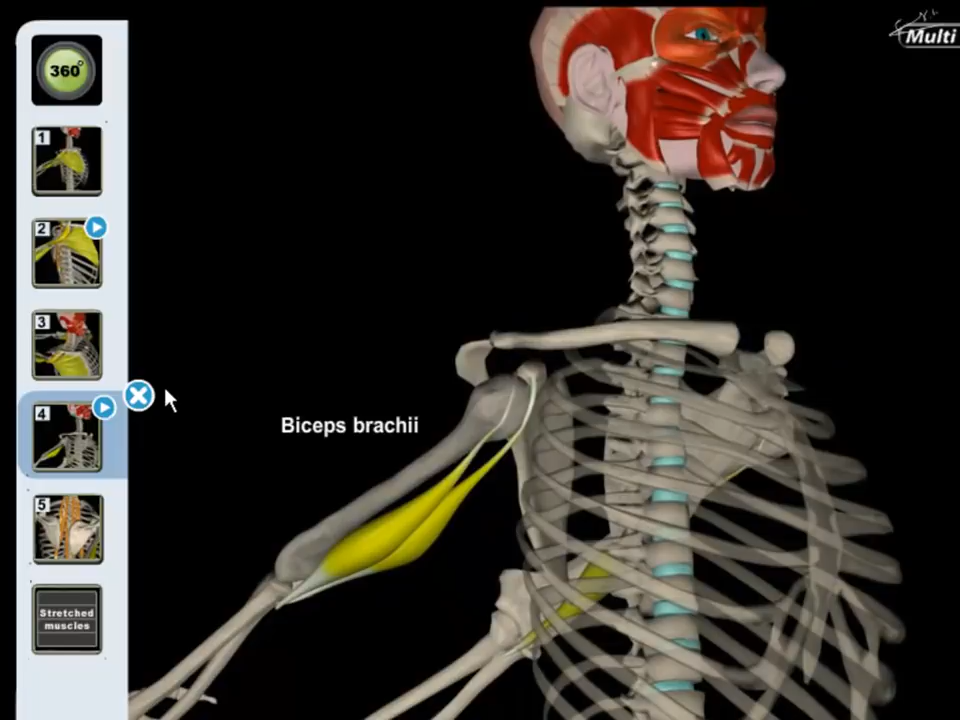 360°
Multi
1
2
3
4
Biceps brachii
5
Stretched
muscles